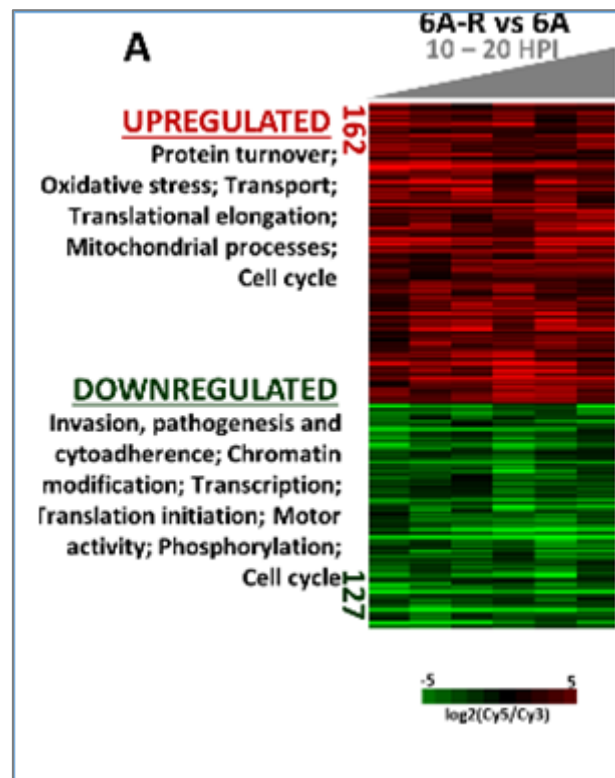 A
6A-R vs 6A
10 – 20 HPI
UPREGULATED
162
Protein turnover;
Oxidative stress; Transport;
Translational elongation;
Mitochondrial processes;
Cell cycle
DOWNREGULATED
Invasion, pathogenesis and
cytoadherence; Chromatin
modification; Transcription;
Translation initiation; Motor
activity; Phosphorylation;
Cell cycle
127
-5 5
log2(Cy5/Cy3)